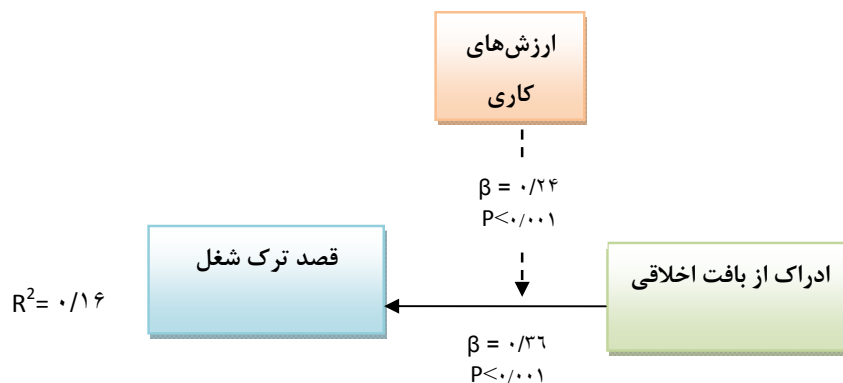 ارزش‌های
کاری
β = ۰/۲۴
P<۰/۰۰۱
ادراک از بافت اخلاقی
قصد ترک شغل
R²= ۰/۱۶
β = ۰/۳٦
P<۰/۰۰۱